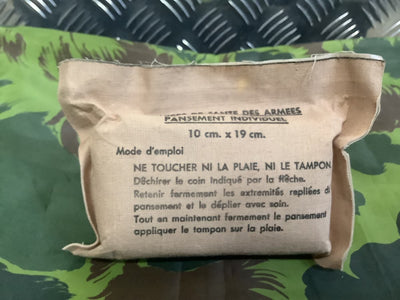 DE SANTE DES ARMEES
PANSEMENT INDIVIDUEL
10 cm. x 19 cm.
Mode d'emploi
NE TOUCHER NI LA PLAIE, NI LE TAMPON
Déchirer le coin indiqué par la flèche.
Retenir fermement les extrémités repliées d
pansement et le déplier avec soin.
Tout en maintenant fermement le pansement
appliquer le tampon sur la plaie.